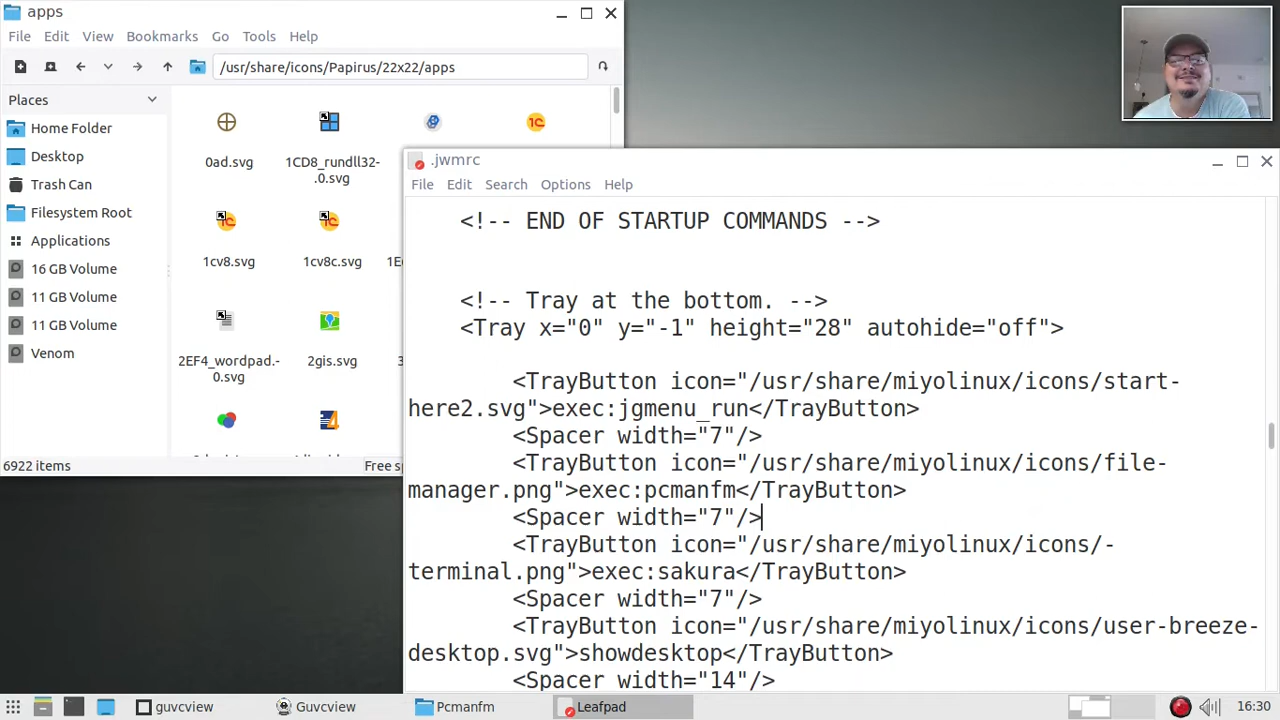 apps
File Edit View Bookmarks Go Tools Help
/usr/share/icons/Papirus/22x22/apps
Places
Home Folder
Desktop
Trash Can
Filesystem Root
Applications
16 GB Volume
11 GB Volume
11 GB Volume
Venom
0ad.svg
1CD8_rundll32-
.0.svg
1cv8.svg
1cv8c.svg
2EF4_wordpad.-
0.svg
2gis.svg
6922 items
Free
.jwmrc
File Edit Search Options Help
<!-- END OF STARTUP COMMANDS -->
<!-- Tray at the bottom. -->
<Tray x="0" y="-1" height="28" autohide="off">
<TrayButton icon="/usr/share/miyolinux/icons/start-
here2.svg">exec:jgmenu_run</TrayButton>
<Spacer width="7"/>
<TrayButton icon="/usr/share/miyolinux/icons/file-
manager.png">exec:pcmanfm</TrayButton>
<Spacer width="7"/>
<TrayButton icon="/usr/share/miyolinux/icons/-
terminal.png">exec:sakura</TrayButton>
<Spacer width="7"/>
<TrayButton icon="/usr/share/miyolinux/icons/user-breeze-
desktop.svg">showdesktop</TrayButton>
<Spacer width="14"/>
guvcview
Guvcview
Pcmanfm
Leafpad
16:30